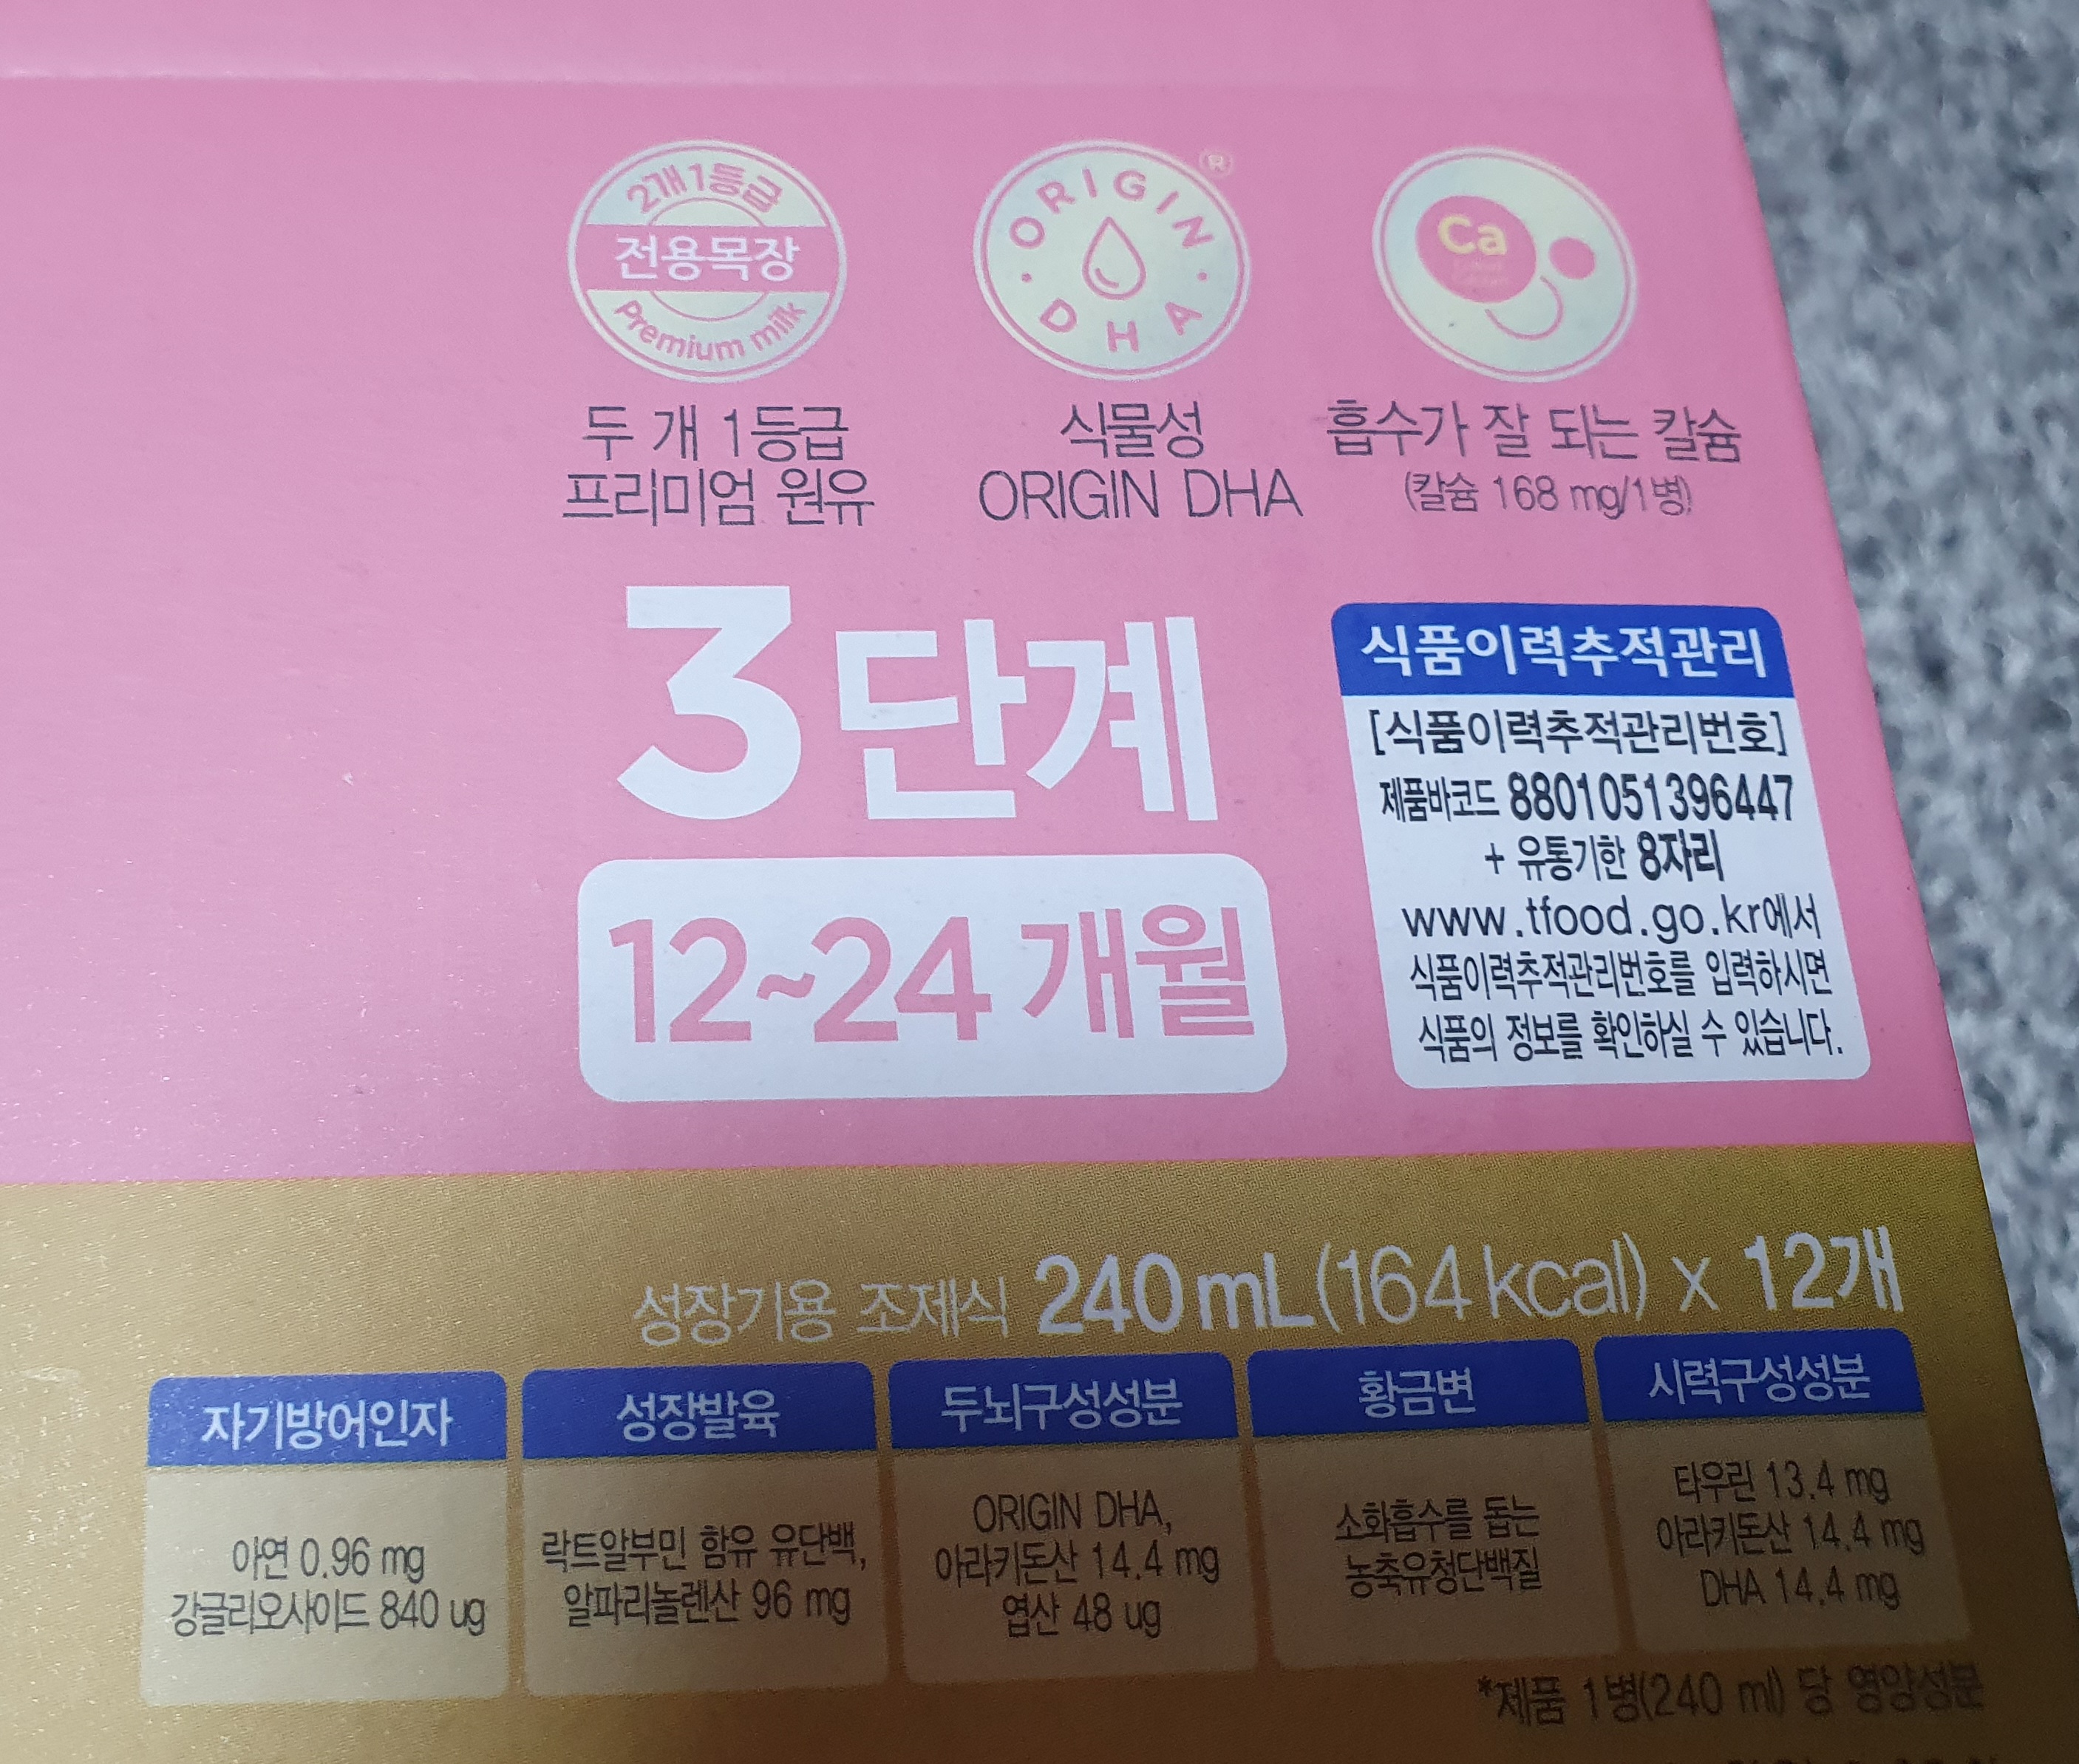 2개1등급
전용목장
Premium milk
두 개 1등급
프리미엄 원유
ORIGIN
DHA
®
식물성
ORIGIN DHA
Ca
흡수가 잘 되는 칼슘
(칼슘 168 mg/1병)
3단계
12~24 개월
식품이력추적관리
[식품이력추적관리번호]
제품바코드 8801051396447
+ 유통기한 8자리
www.tfood.go.kr에서
식품이력추적관리번호를 입력하시면
식품의 정보를 확인하실 수 있습니다.
성장기용 조제식 240mL(164kcal) x 12개
자기방어인자
아연 0.96 mg
강글리오사이드 840 ug
성장발육
락트알부민 함유 유단백,
알파리놀렌산 96 mg
두뇌구성성분
ORIGIN DHA,
아라키돈산 14.4 mg
엽산 48 ug
황금변
소화흡수를 돕는
농축유청단백질
시력구성성분
타우린 13.4 mg
아라키돈산 14.4 mg
DHA 14.4 mg
*제품 1병(240 ml) 당 영양성분